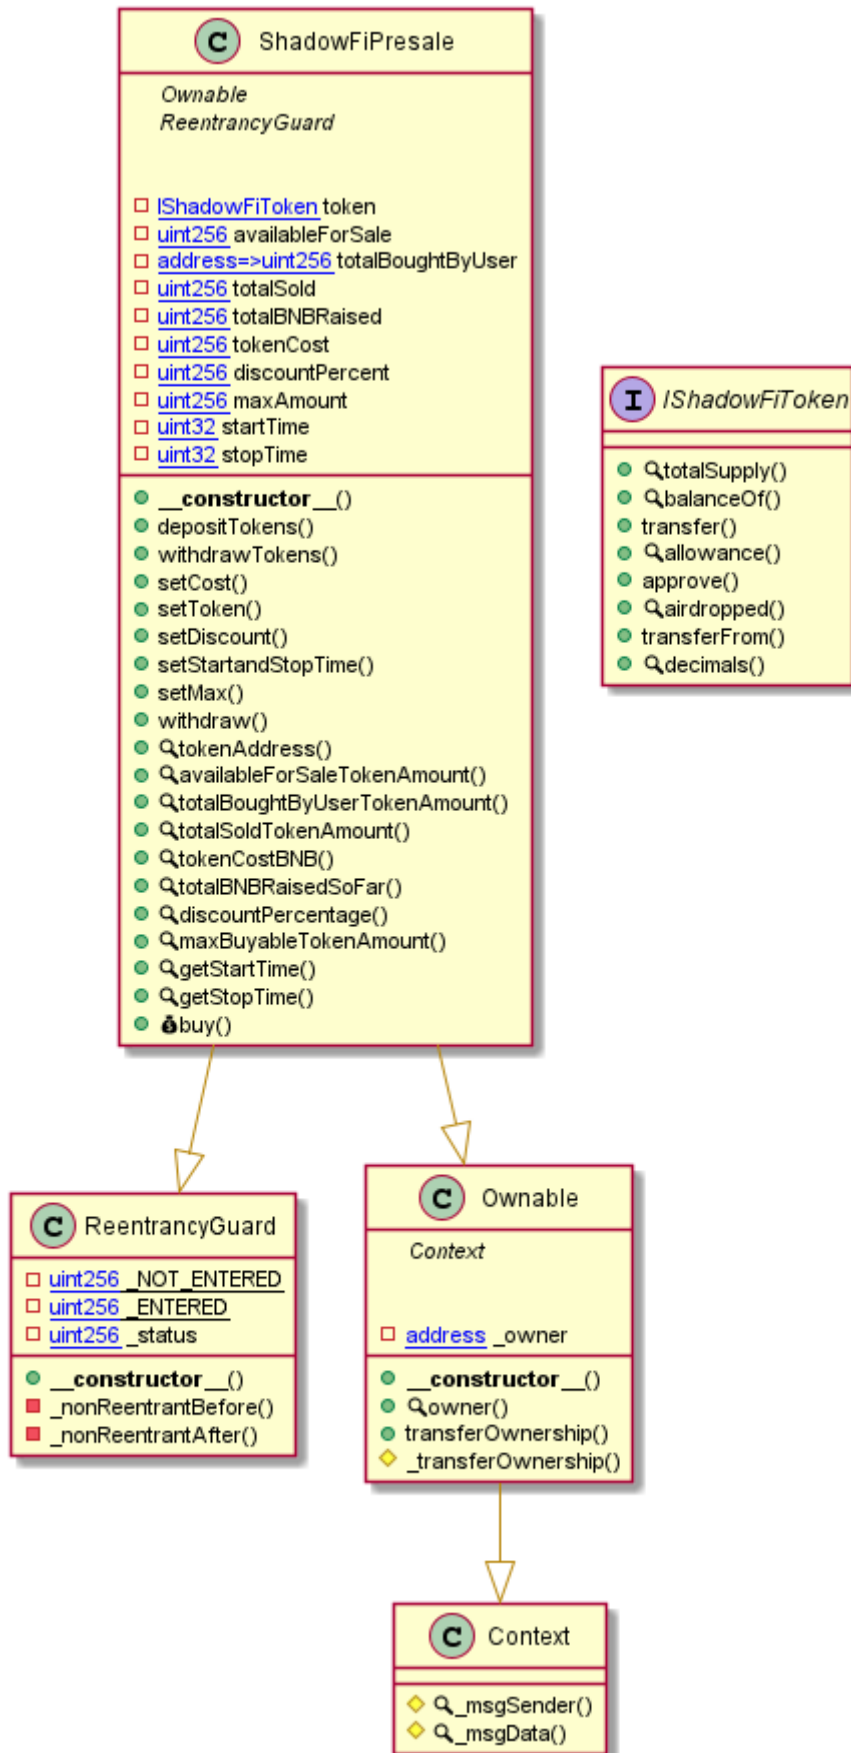 C ShadowFiPresale
Ownable
ReentrancyGuard
IShadowFiToken token
uint256 availableForSale
address=>uint256 totalBoughtByUser
uint256 totalSold
uint256 totalBNBRaised
uint256 tokenCost
uint256 discountPercent
uint256 maxAmount
uint32 startTime
uint32 stopTime
__constructor__()
depositTokens()
withdrawTokens()
setCost()
setToken()
setDiscount()
setStartandStopTime()
setMax()
withdraw()
tokenAddress()
availableForSaleTokenAmount()
totalBoughtByUserTokenAmount()
totalSoldTokenAmount()
tokenCostBNB()
totalBNBRaisedSoFar()
discountPercentage()
maxBuyableTokenAmount()
getStartTime()
getStopTime()
buy()
I IShadowFiToken
totalSupply()
balanceOf()
transfer()
allowance()
approve()
airdropped()
transferFrom()
decimals()
C ReentrancyGuard
uint256 _NOT_ENTERED
uint256 _ENTERED
uint256 _status
__constructor__()
_nonReentrantBefore()
_nonReentrantAfter()
C Ownable
Context
address _owner
__constructor__()
owner()
transferOwnership()
_transferOwnership()
C Context
_msgSender()
_msgData()